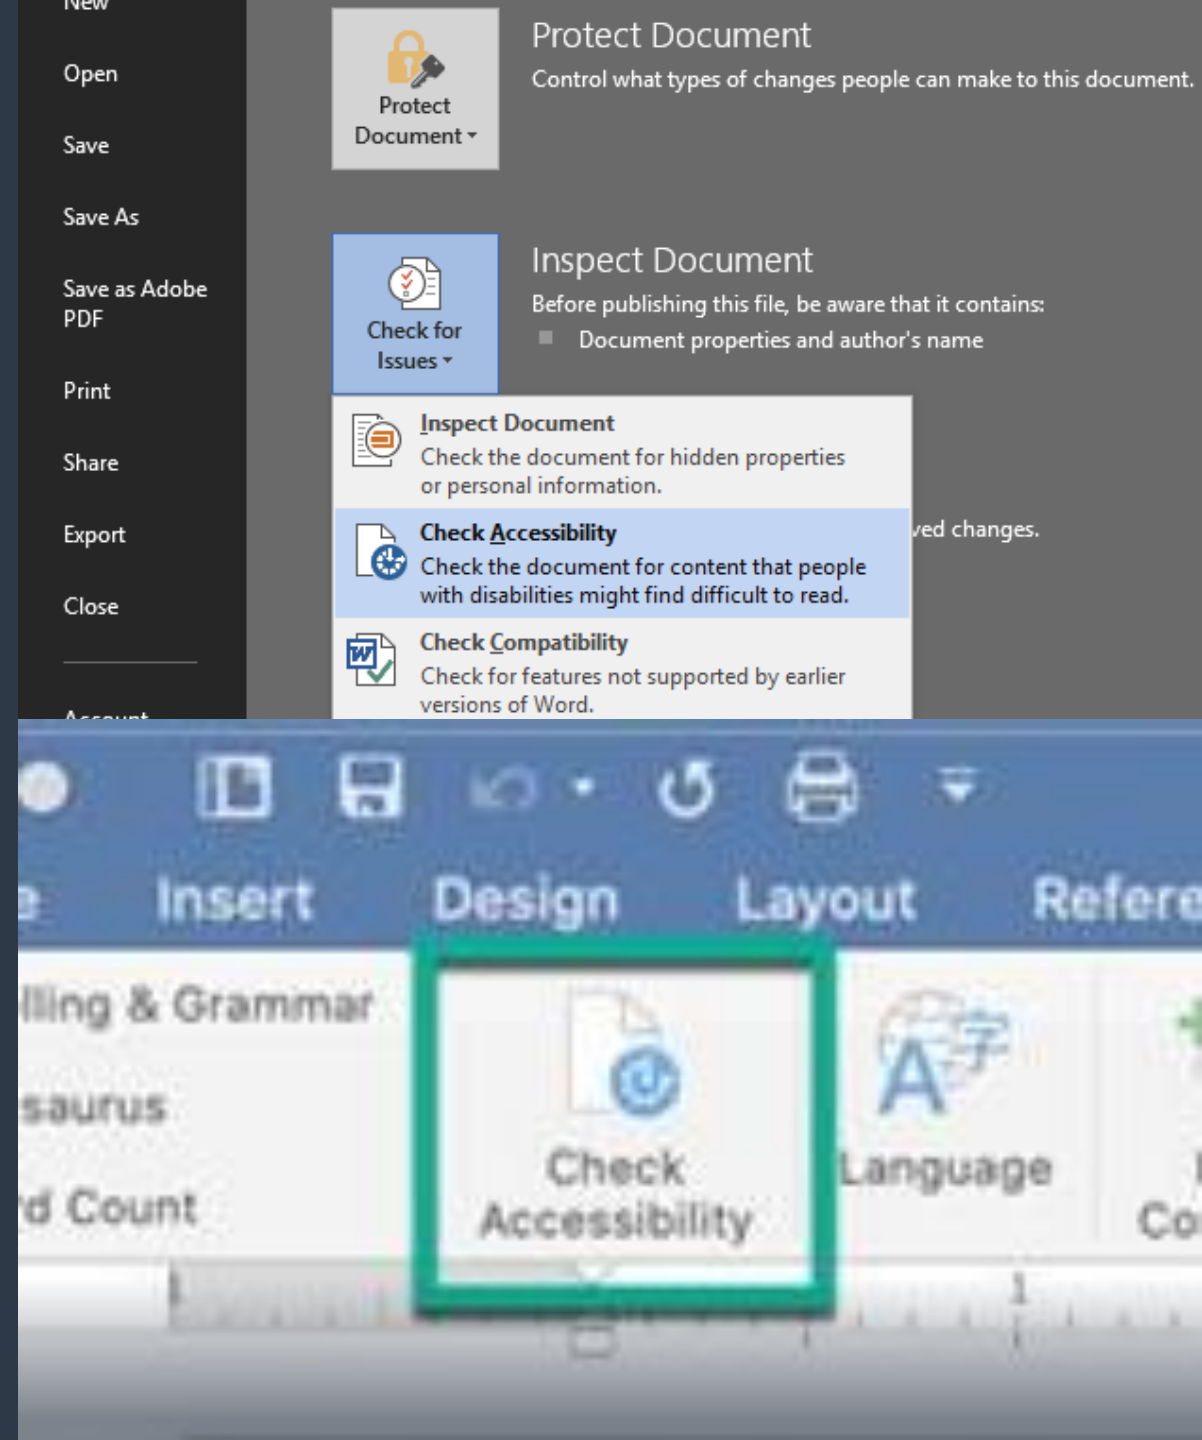 New
Open
Save
Save As
Save as Adobe
PDF
Print
Share
Export
Close
Protect
Document
Protect Document
Control what types of changes people can make to this document.
Check for
Issues
Inspect Document
Before publishing this file, be aware that it contains:
Document properties and author's name
Inspect Document
Check the document for hidden properties
or personal information.
Check Accessibility
Check the document for content that people
with disabilities might find difficult to read.
ved changes.
Check Compatibility
Check for features not supported by earlier
versions of Word.
Insert Design Layout Refere
lling & Grammar
saurus
d Count
Check
Accessibility
Language
Co
1